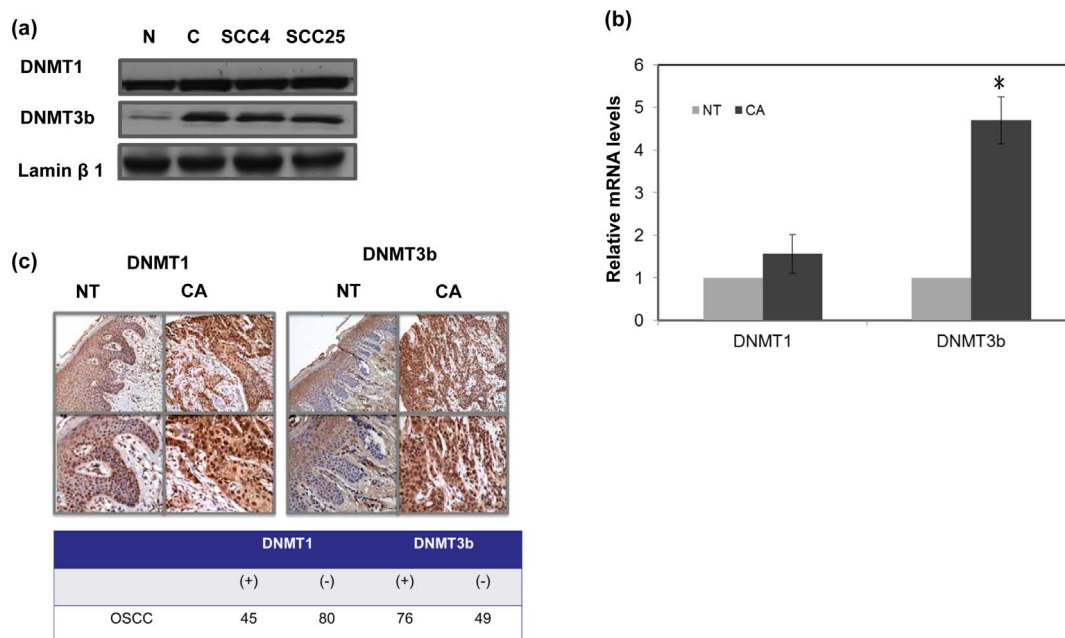 (a)
N C SCC4 SCC25
DNMT1
DNMT3b
Lamin β 1
(b)
Relative mRNA levels
6
5
4
3
2
1
0
NT CA
*
DNMT1 DNMT3b
(c)
DNMT1 DNMT3b
NT CA NT CA
DNMT1 DNMT3b
(+) (-) (+) (-)
OSCC 45 80 76 49